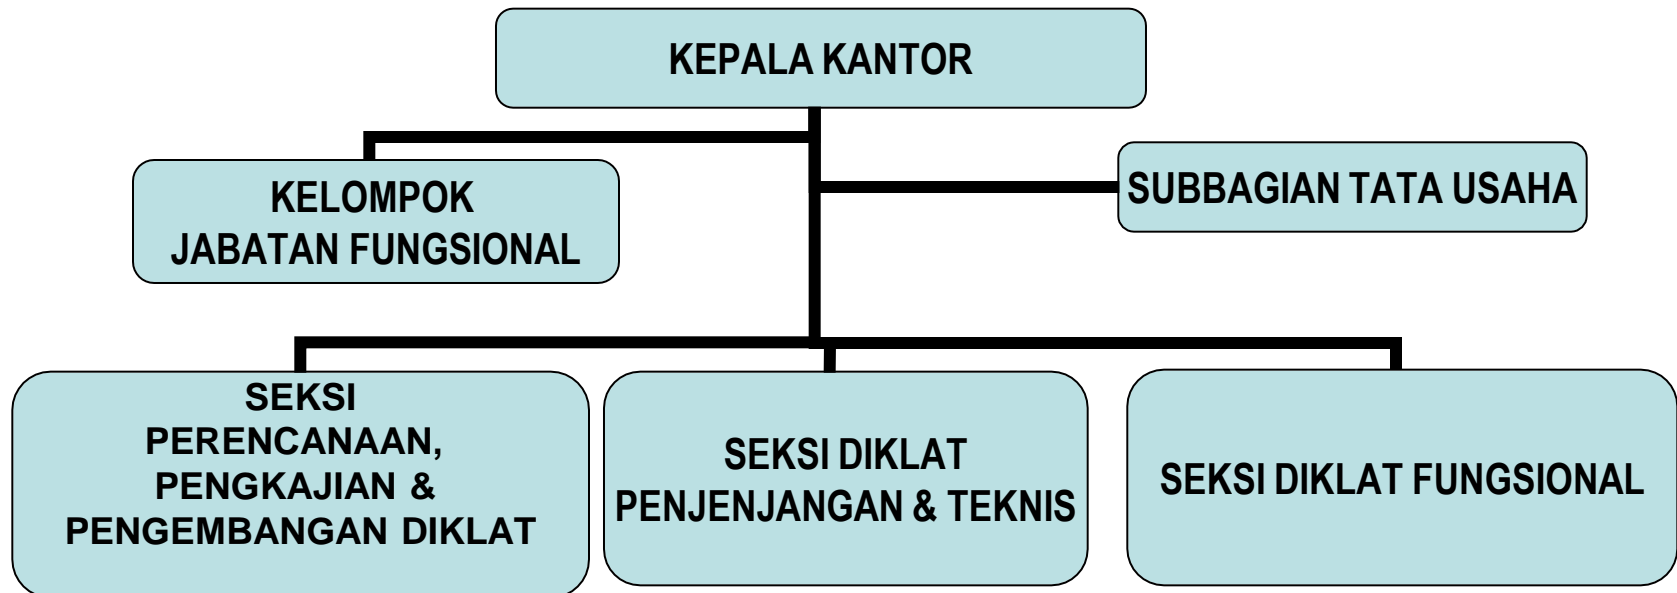 KEPALA KANTOR
KELOMPOK
JABATAN FUNGSIONAL
SUBBAGIAN TATA USAHA
SEKSI
PERENCANAAN,
PENGKAJIAN &
PENGEMBANGAN DIKLAT
SEKSI DIKLAT
PENJENJANGAN & TEKNIS
SEKSI DIKLAT FUNGSIONAL